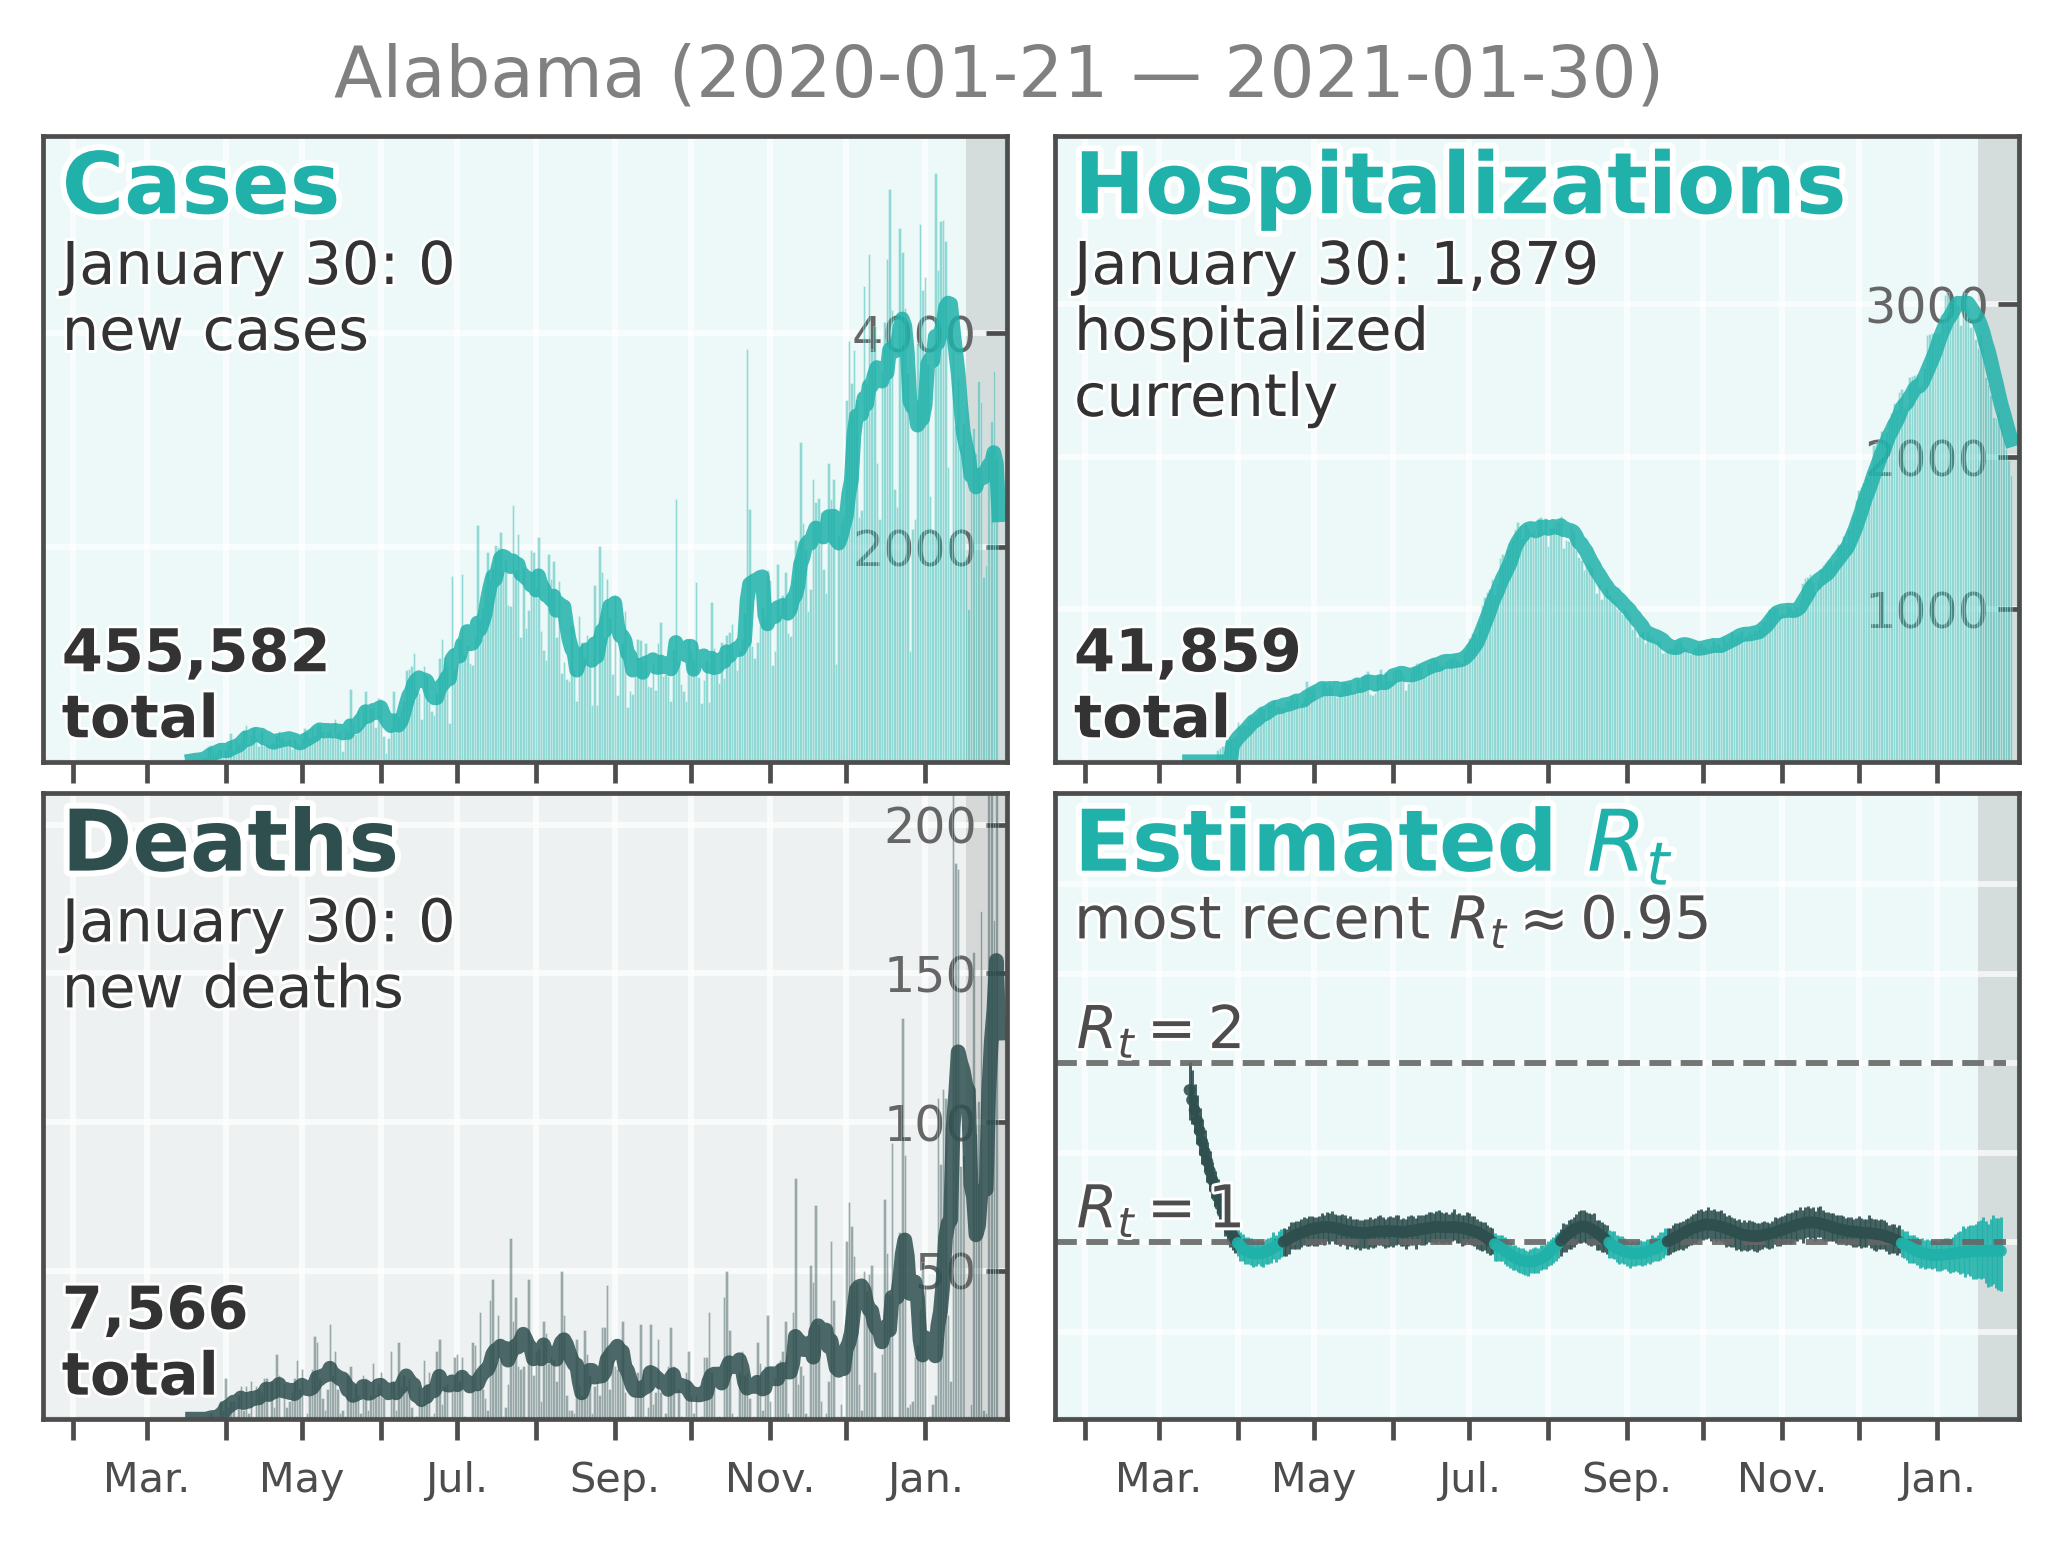 Alabama (2020-01-21 — 2021-01-30)
Cases
January 30: 0
new cases
4000
2000
455,582
total
Hospitalizations
January 30: 1,879
hospitalized
currently
3000
2000
1000
41,859
total
Deaths
January 30: 0
new deaths
200
150
100
50
7,566
total
Mar. May Jul. Sep. Nov. Jan.
Estimated Rt
most recent Rt ≈ 0.95
Rt = 2
Rt = 1
Mar. May Jul. Sep. Nov. Jan.